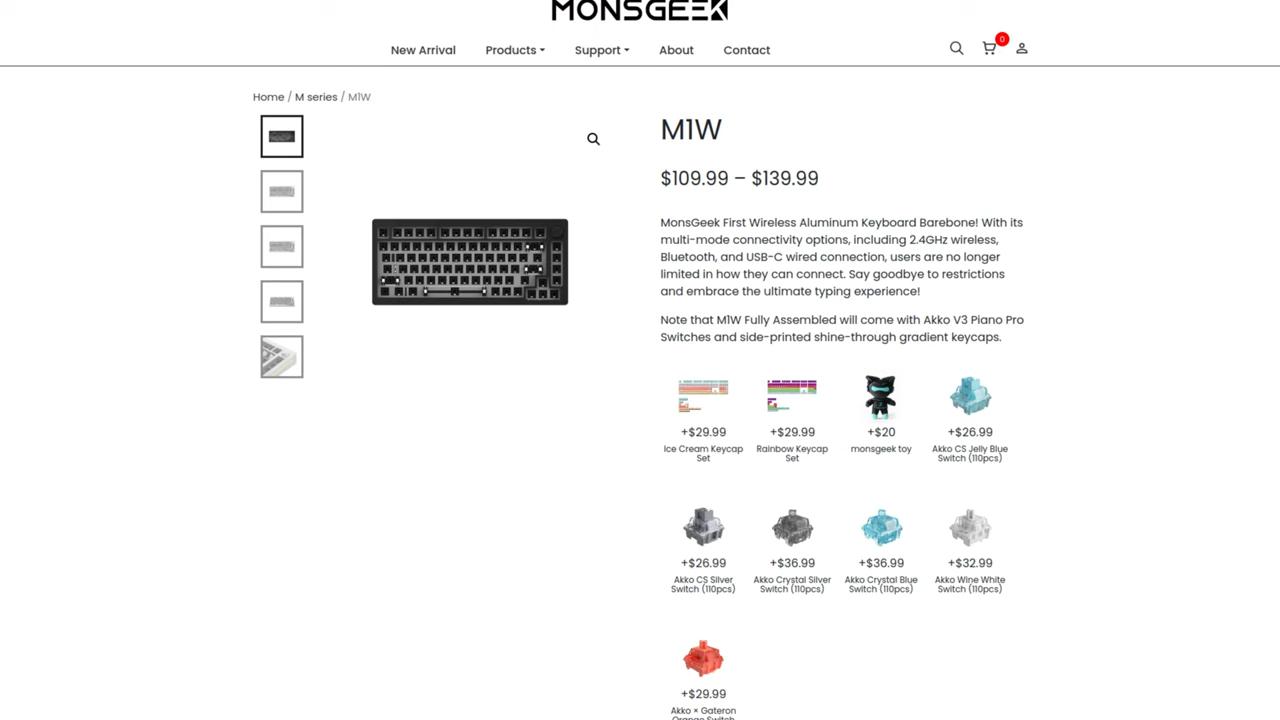 MONSGEEK
New Arrival
Products
Support
About
Contact
0
Home / M series / M1W
M1W
$109.99 – $139.99
MonsGeek First Wireless Aluminum Keyboard Barebone! With its
multi-mode connectivity options, including 2.4GHz wireless,
Bluetooth, and USB-C wired connection, users are no longer
limited in how they can connect. Say goodbye to restrictions
and embrace the ultimate typing experience!
Note that M1W Fully Assembled will come with Akko V3 Piano Pro
Switches and side-printed shine-through gradient keycaps.
+$29.99
Ice Cream Keycap
Set
+$29.99
Rainbow Keycap
Set
+$20
monsgeek toy
+$26.99
Akko CS Jelly Blue
Switch (110pcs)
+$26.99
Akko CS Silver
Switch (110pcs)
+$36.99
Akko Crystal Silver
Switch (110pcs)
+$36.99
Akko Crystal Blue
Switch (110pcs)
+$32.99
Akko Wine White
Switch (110pcs)
+$29.99
Akko × Gateron
Orange Switch